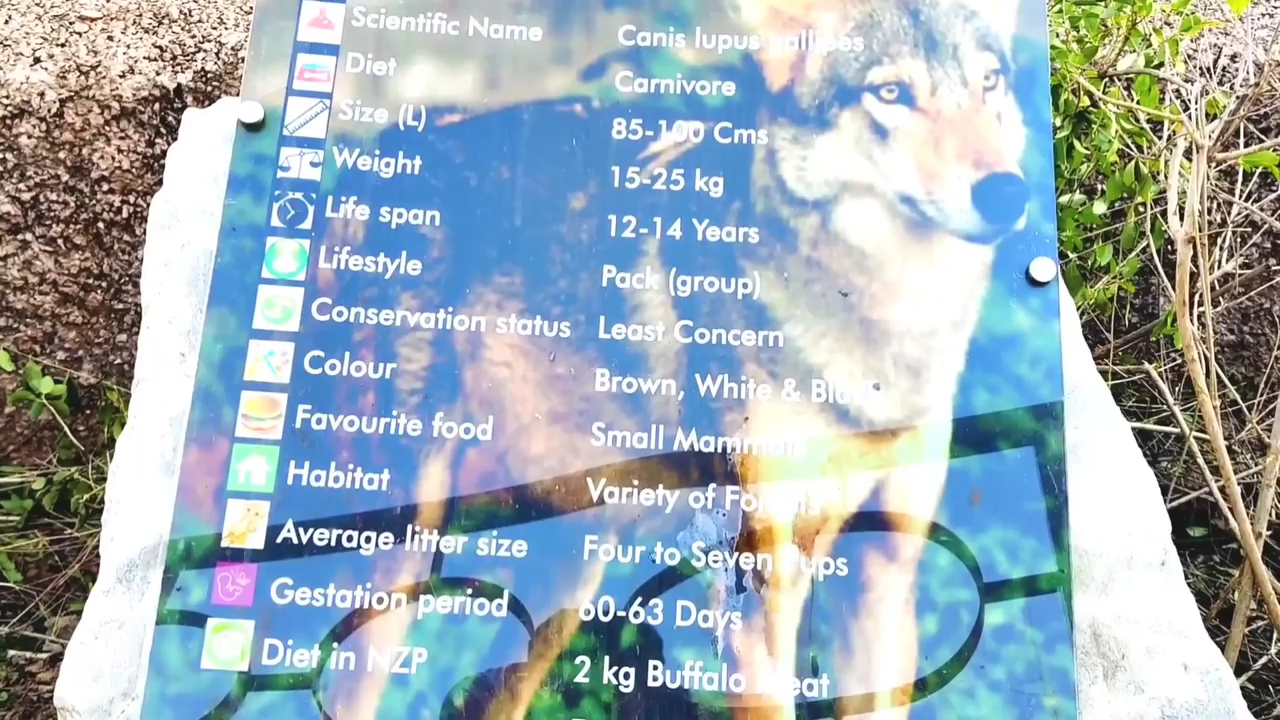 Scientific Name Canis lupus pallipes
Diet Carnivore
Size (L) 85-100 Cms
Weight 15-25 kg
Life span 12-14 Years
Lifestyle Pack (group)
Conservation status Least Concern
Colour Brown, White & Black
Favourite food Small Mammals
Habitat Variety of Forests
Average litter size Four to Seven Pups
Gestation period 60-63 Days
Diet in NZP 2 kg Buffalo Meat